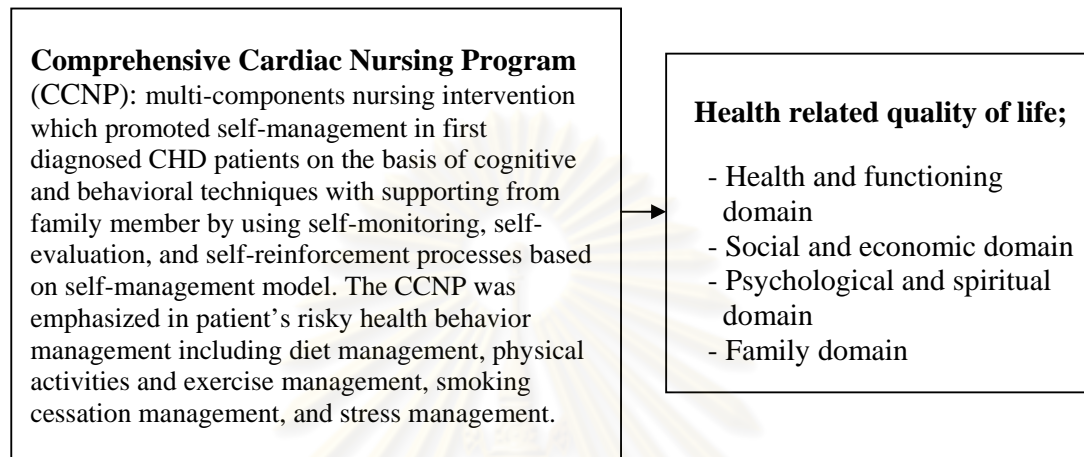 Comprehensive Cardiac Nursing Program
(CCNP): multi-components nursing intervention
which promoted self-management in first
diagnosed CHD patients on the basis of cognitive
and behavioral techniques with supporting from
family member by using self-monitoring, self-
evaluation, and self-reinforcement processes based
on self-management model. The CCNP was
emphasized in patient's risky health behavior
management including diet management, physical
activities and exercise management, smoking
cessation management, and stress management.
Health related quality of life;
- Health and functioning
domain
- Social and economic domain
- Psychological and spiritual
domain
- Family domain